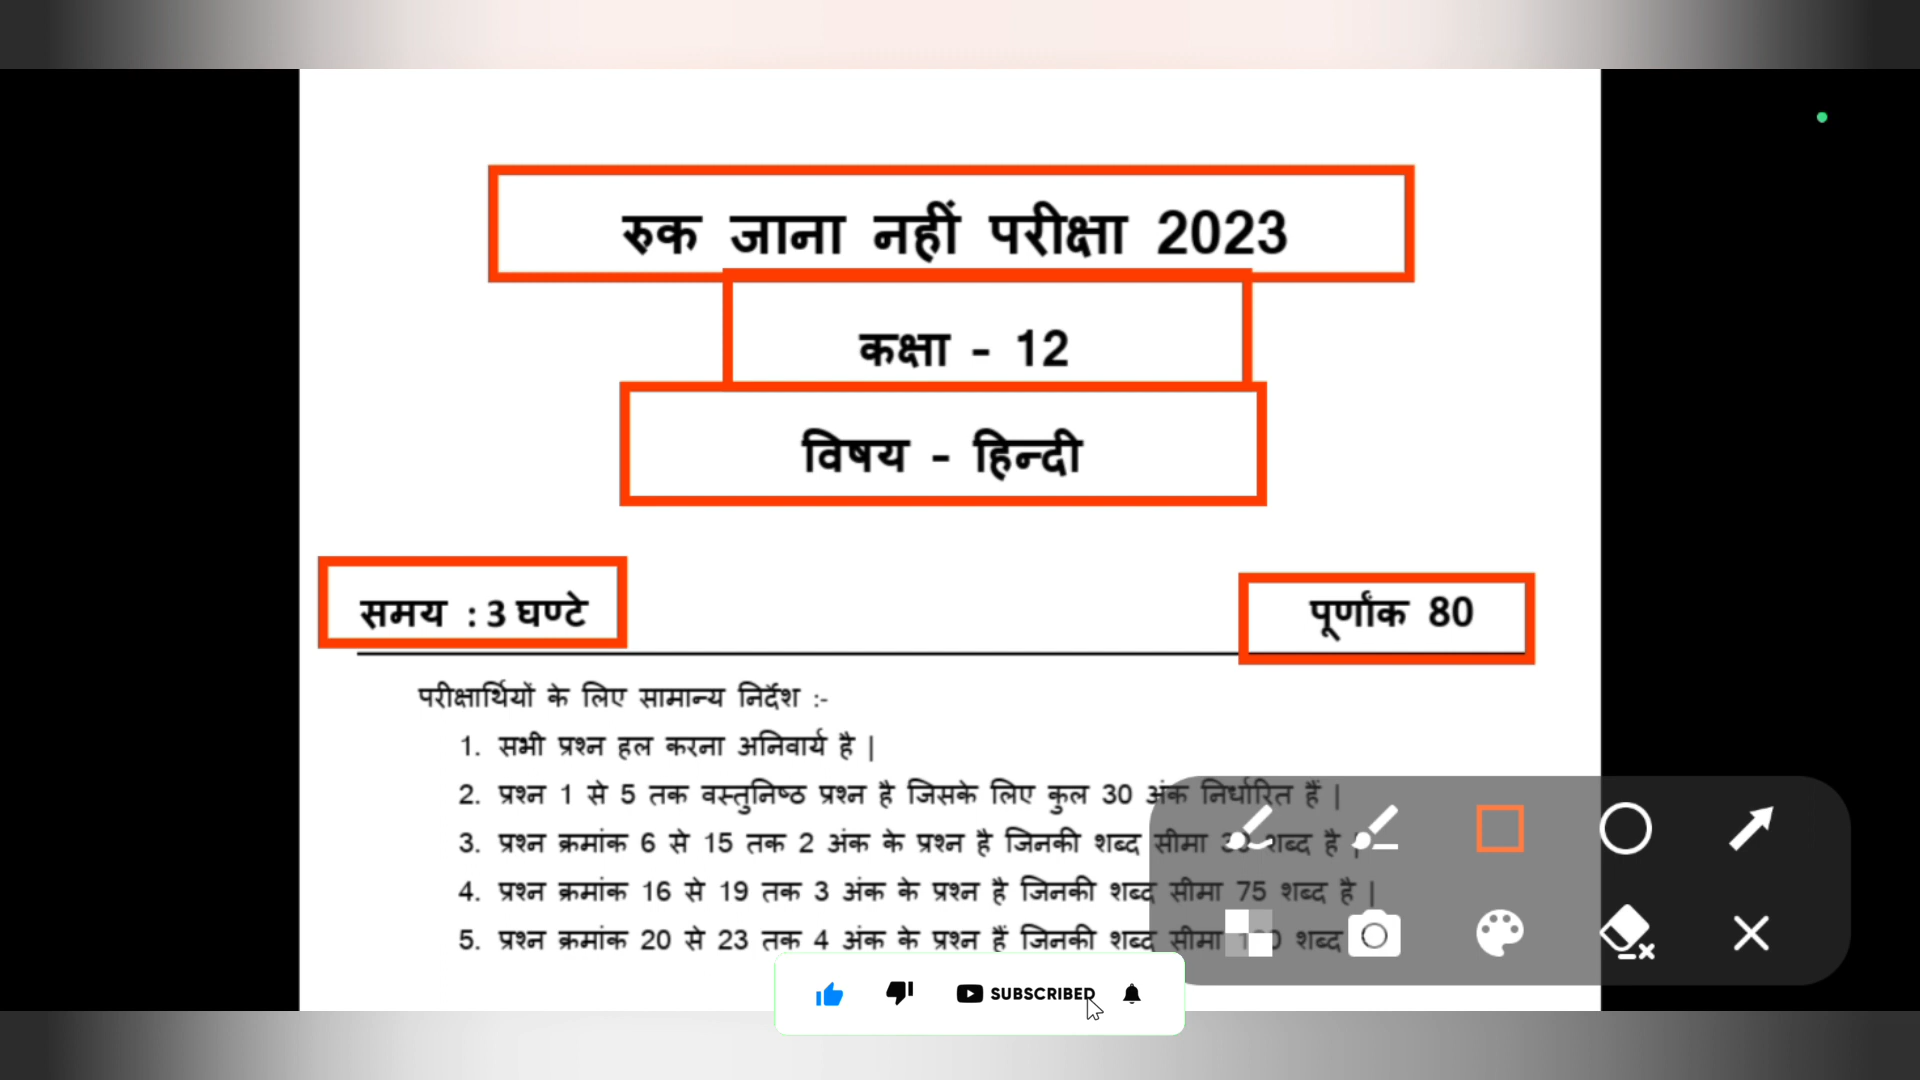 रुक जाना नहीं परीक्षा 2023
कक्षा - 12
विषय - हिन्दी
समय : 3 घण्टे
पूर्णांक 80
परीक्षार्थियों के लिए सामान्य निर्देश :-
1. सभी प्रश्न हल करना अनिवार्य है |
2. प्रश्न 1 से 5 तक वस्तुनिष्ठ प्रश्न है जिसके लिए कुल 30 अंक निर्धारित हैं |
3. प्रश्न क्रमांक 6 से 15 तक 2 अंक के प्रश्न है जिनकी शब्द सीमा शब्द है |
4. प्रश्न क्रमांक 16 से 19 तक 3 अंक के प्रश्न है जिनकी शब्द सीमा 75 शब्द है |
5. प्रश्न क्रमांक 20 से 23 तक 4 अंक के प्रश्न हैं जिनकी शब्द सीमा शब्द
SUBSCRIBED